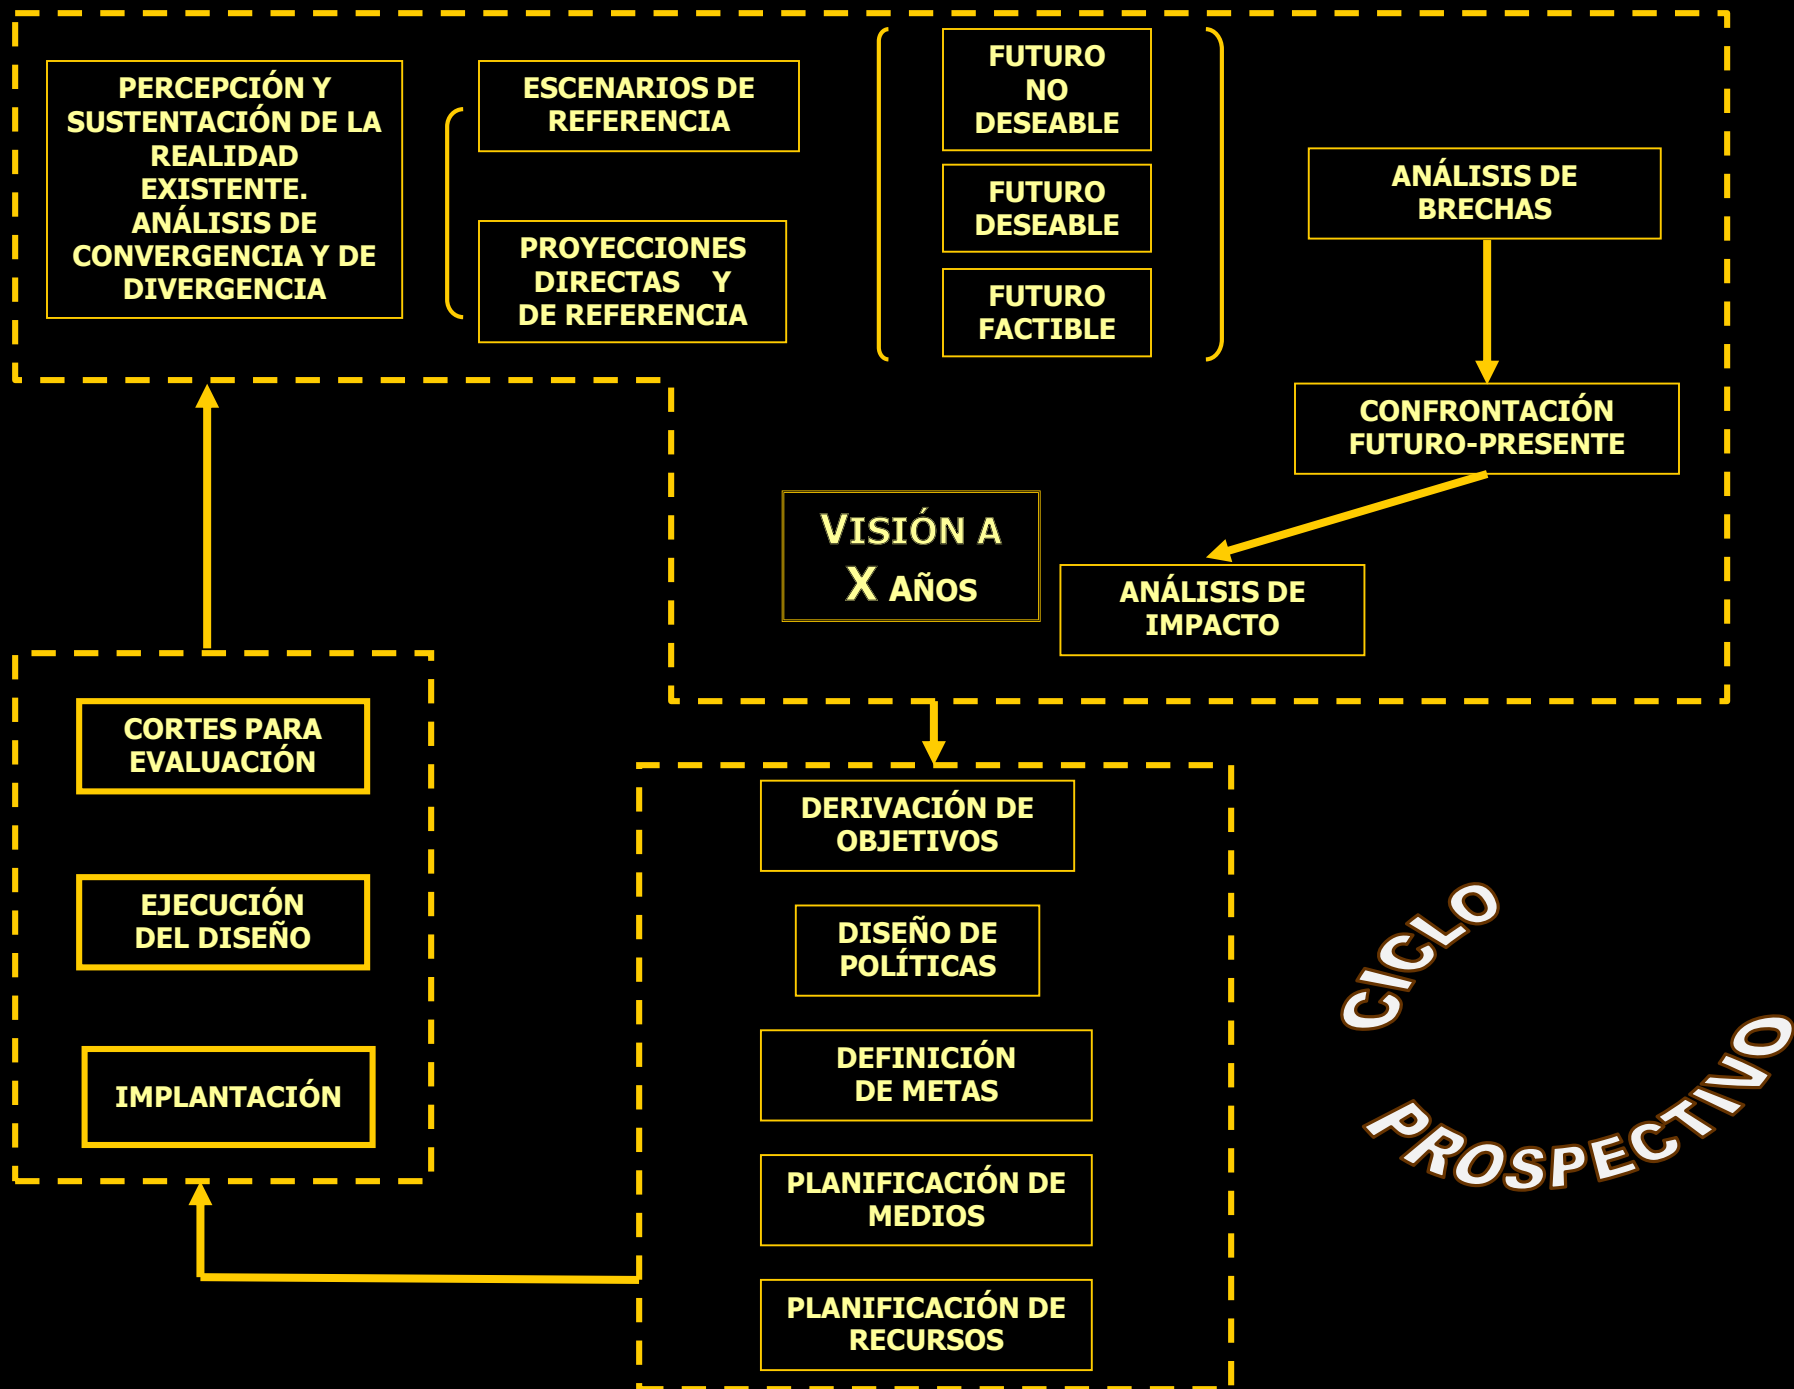 PERCEPCIÓN Y
SUSTENTACIÓN DE LA
REALIDAD
EXISTENTE.
ANÁLISIS DE
CONVERGENCIA Y DE
DIVERGENCIA
ESCENARIOS DE
REFERENCIA
PROYECCIONES
DIRECTAS Y
DE REFERENCIA
FUTURO
NO
DESEABLE
FUTURO
DESEABLE
FUTURO
FACTIBLE
ANÁLISIS DE
BRECHAS
CONFRONTACIÓN
FUTURO-PRESENTE
VISIÓN A
X AÑOS
ANÁLISIS DE
IMPACTO
CORTES PARA
EVALUACIÓN
EJECUCIÓN
DEL DISEÑO
IMPLANTACIÓN
DERIVACIÓN DE
OBJETIVOS
DISEÑO DE
POLÍTICAS
DEFINICIÓN
DE METAS
PLANIFICACIÓN DE
MEDIOS
PLANIFICACIÓN DE
RECURSOS
CICLO
PROSPECTIVO